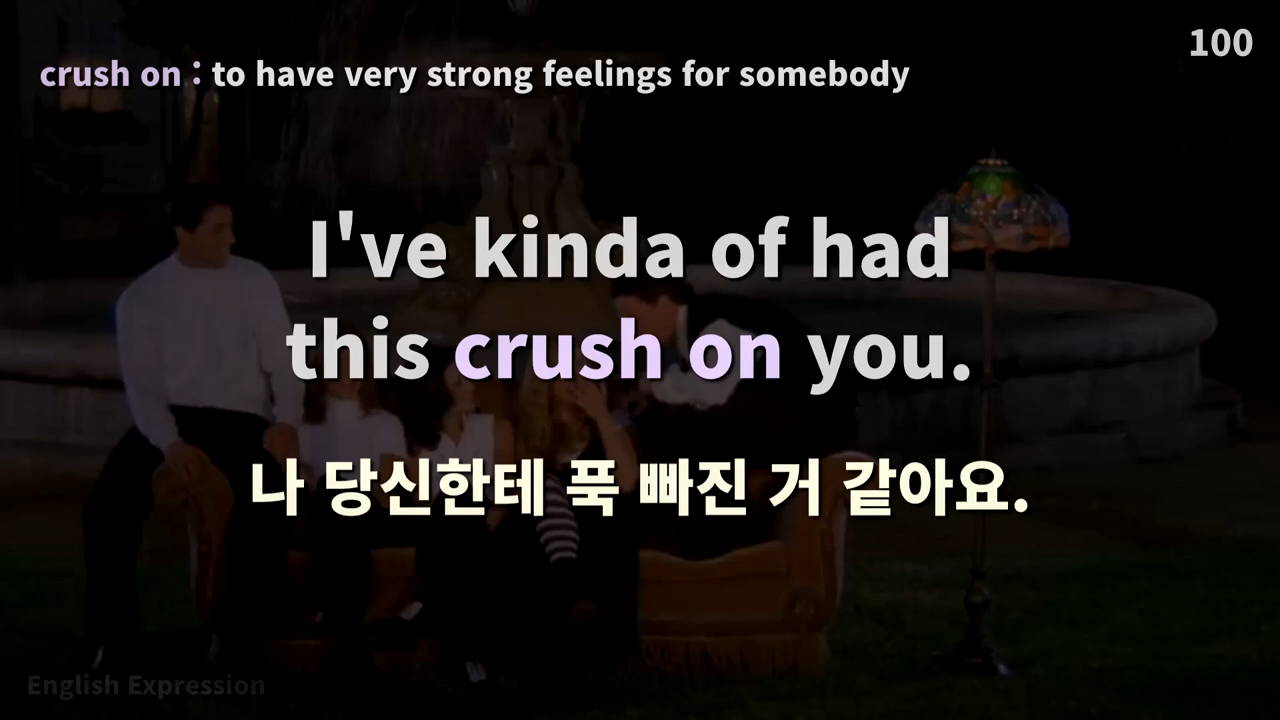 100
crush on : to have very strong feelings for somebody
I've kinda of had
this crush on you.
나 당신한테 푹 빠진 거 같아요.
English Expression